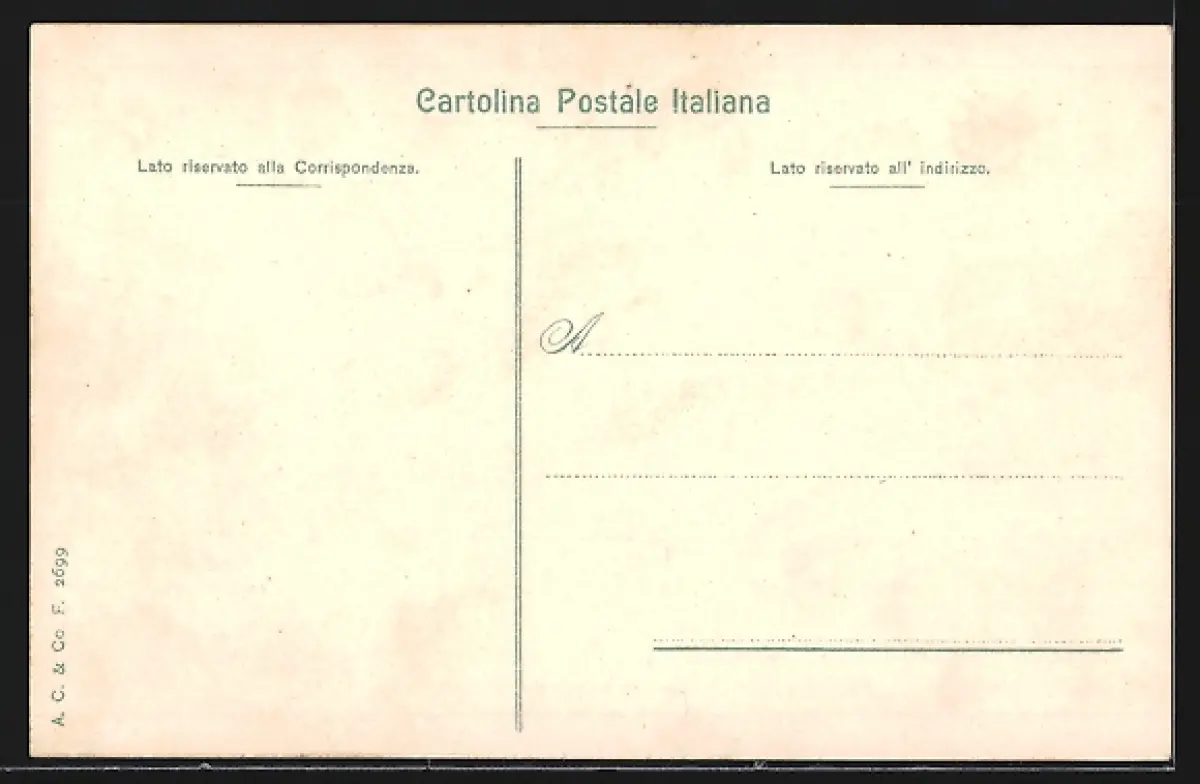 Cartolina Postale Italiana
Lato riservato alla Corrispondenza.
Lato riservato all' indirizzo.
A
A. C. & Co F. 2699